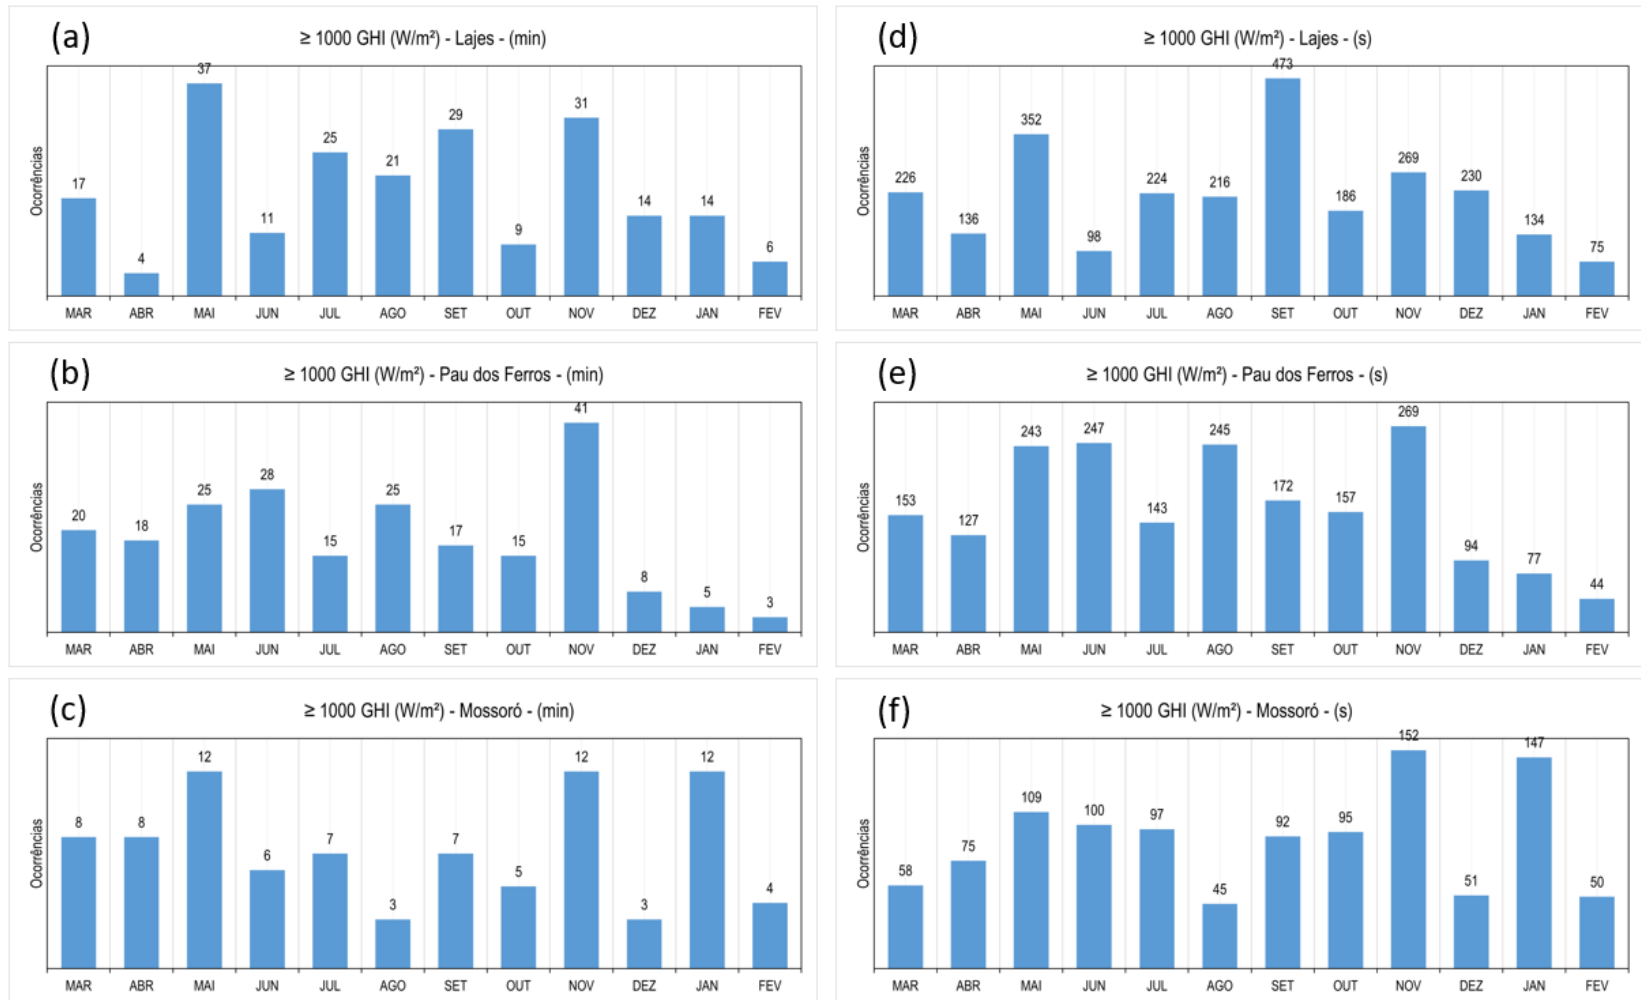 (a)
≥ 1000 GHI (W/m²) - Lajes - (min)
Ocorrências
17 4 37 11 25 21 29 9 31 14 14 6
MAR ABR MAI JUN JUL AGO SET OUT NOV DEZ JAN FEV
(d)
≥ 1000 GHI (W/m²) - Lajes - (s)
Ocorrências
226 136 352 98 224 216 473 186 269 230 134 75
MAR ABR MAI JUN JUL AGO SET OUT NOV DEZ JAN FEV
(b)
≥ 1000 GHI (W/m²) - Pau dos Ferros - (min)
Ocorrências
20 18 25 28 15 25 17 15 41 8 5 3
MAR ABR MAI JUN JUL AGO SET OUT NOV DEZ JAN FEV
(e)
≥ 1000 GHI (W/m²) - Pau dos Ferros - (s)
Ocorrências
153 127 243 247 143 245 172 157 269 94 77 44
MAR ABR MAI JUN JUL AGO SET OUT NOV DEZ JAN FEV
(c)
≥ 1000 GHI (W/m²) - Mossoró - (min)
Ocorrências
8 8 12 6 7 3 7 5 12 3 12 4
MAR ABR MAI JUN JUL AGO SET OUT NOV DEZ JAN FEV
(f)
≥ 1000 GHI (W/m²) - Mossoró - (s)
Ocorrências
58 75 109 100 97 45 92 95 152 51 147 50
MAR ABR MAI JUN JUL AGO SET OUT NOV DEZ JAN FEV